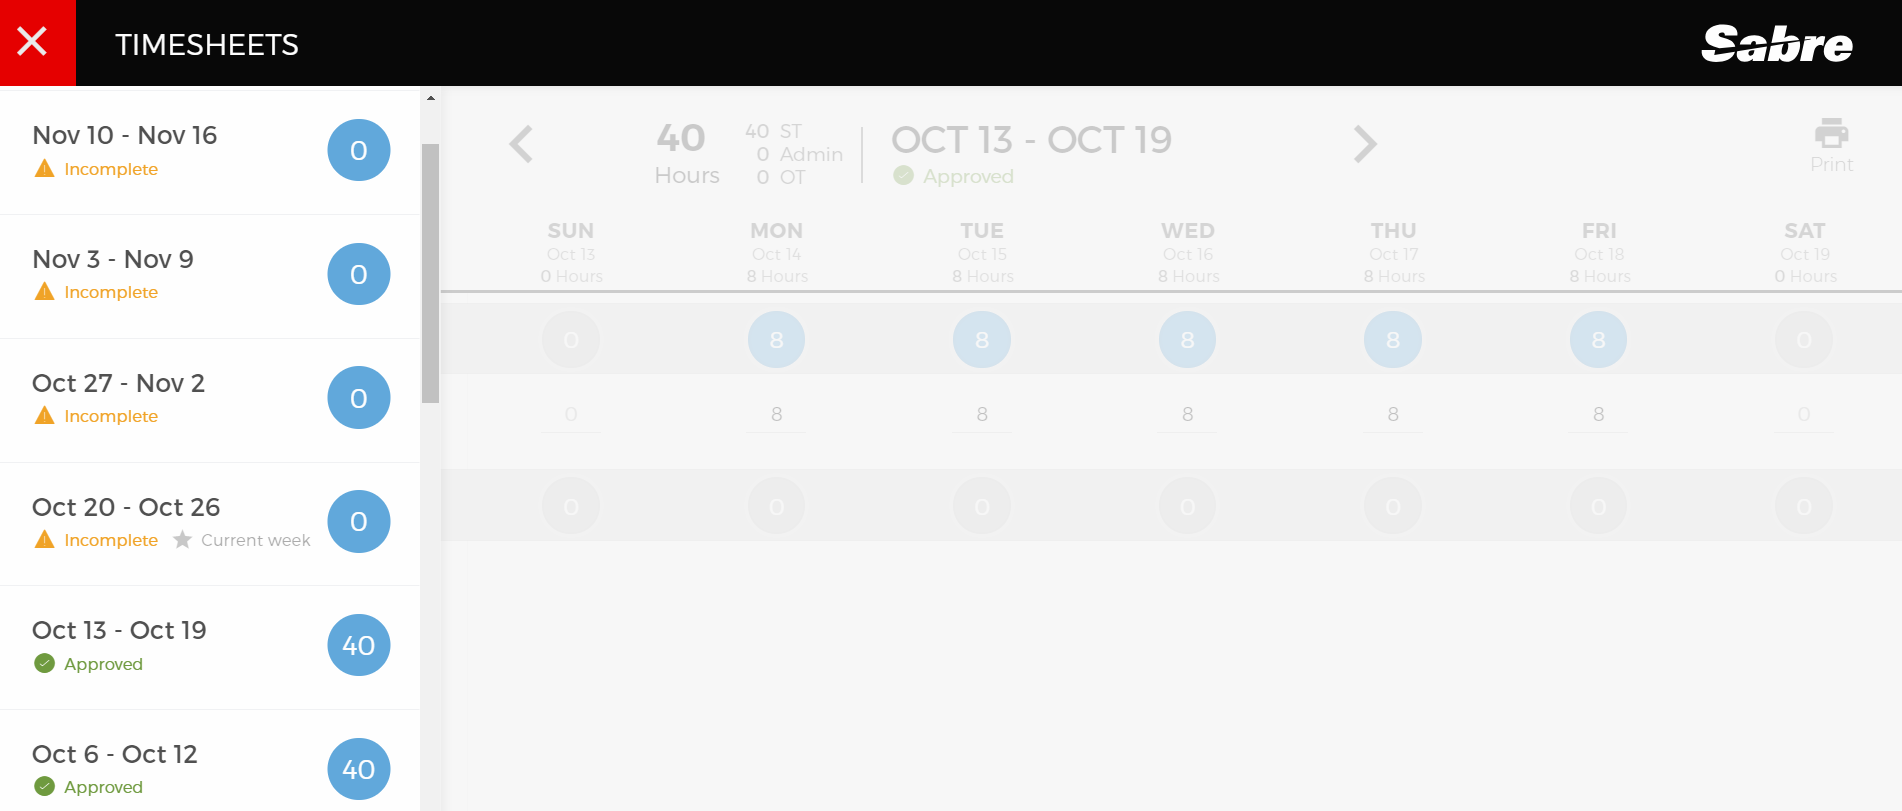 TIMESHEETS
Sabre
Nov 10 - Nov 16
0
Incomplete
Nov 3 - Nov 9
0
Incomplete
Oct 27 - Nov 2
0
Incomplete
Oct 20 - Oct 26
0
Incomplete Current week
Oct 13 - Oct 19
40
Approved
Oct 6 - Oct 12
40
Approved
40
Hours
40 ST
0 Admin
0 OT
OCT 13 - OCT 19
Approved
Print
SUN MON TUE WED THU FRI SAT
Oct 13 Oct 14 Oct 15 Oct 16 Oct 17 Oct 18 Oct 19
0 Hours 8 Hours 8 Hours 8 Hours 8 Hours 8 Hours 0 Hours
0 8 8 8 8 8 0
0 8 8 8 8 8 0
0 0 0 0 0 0 0